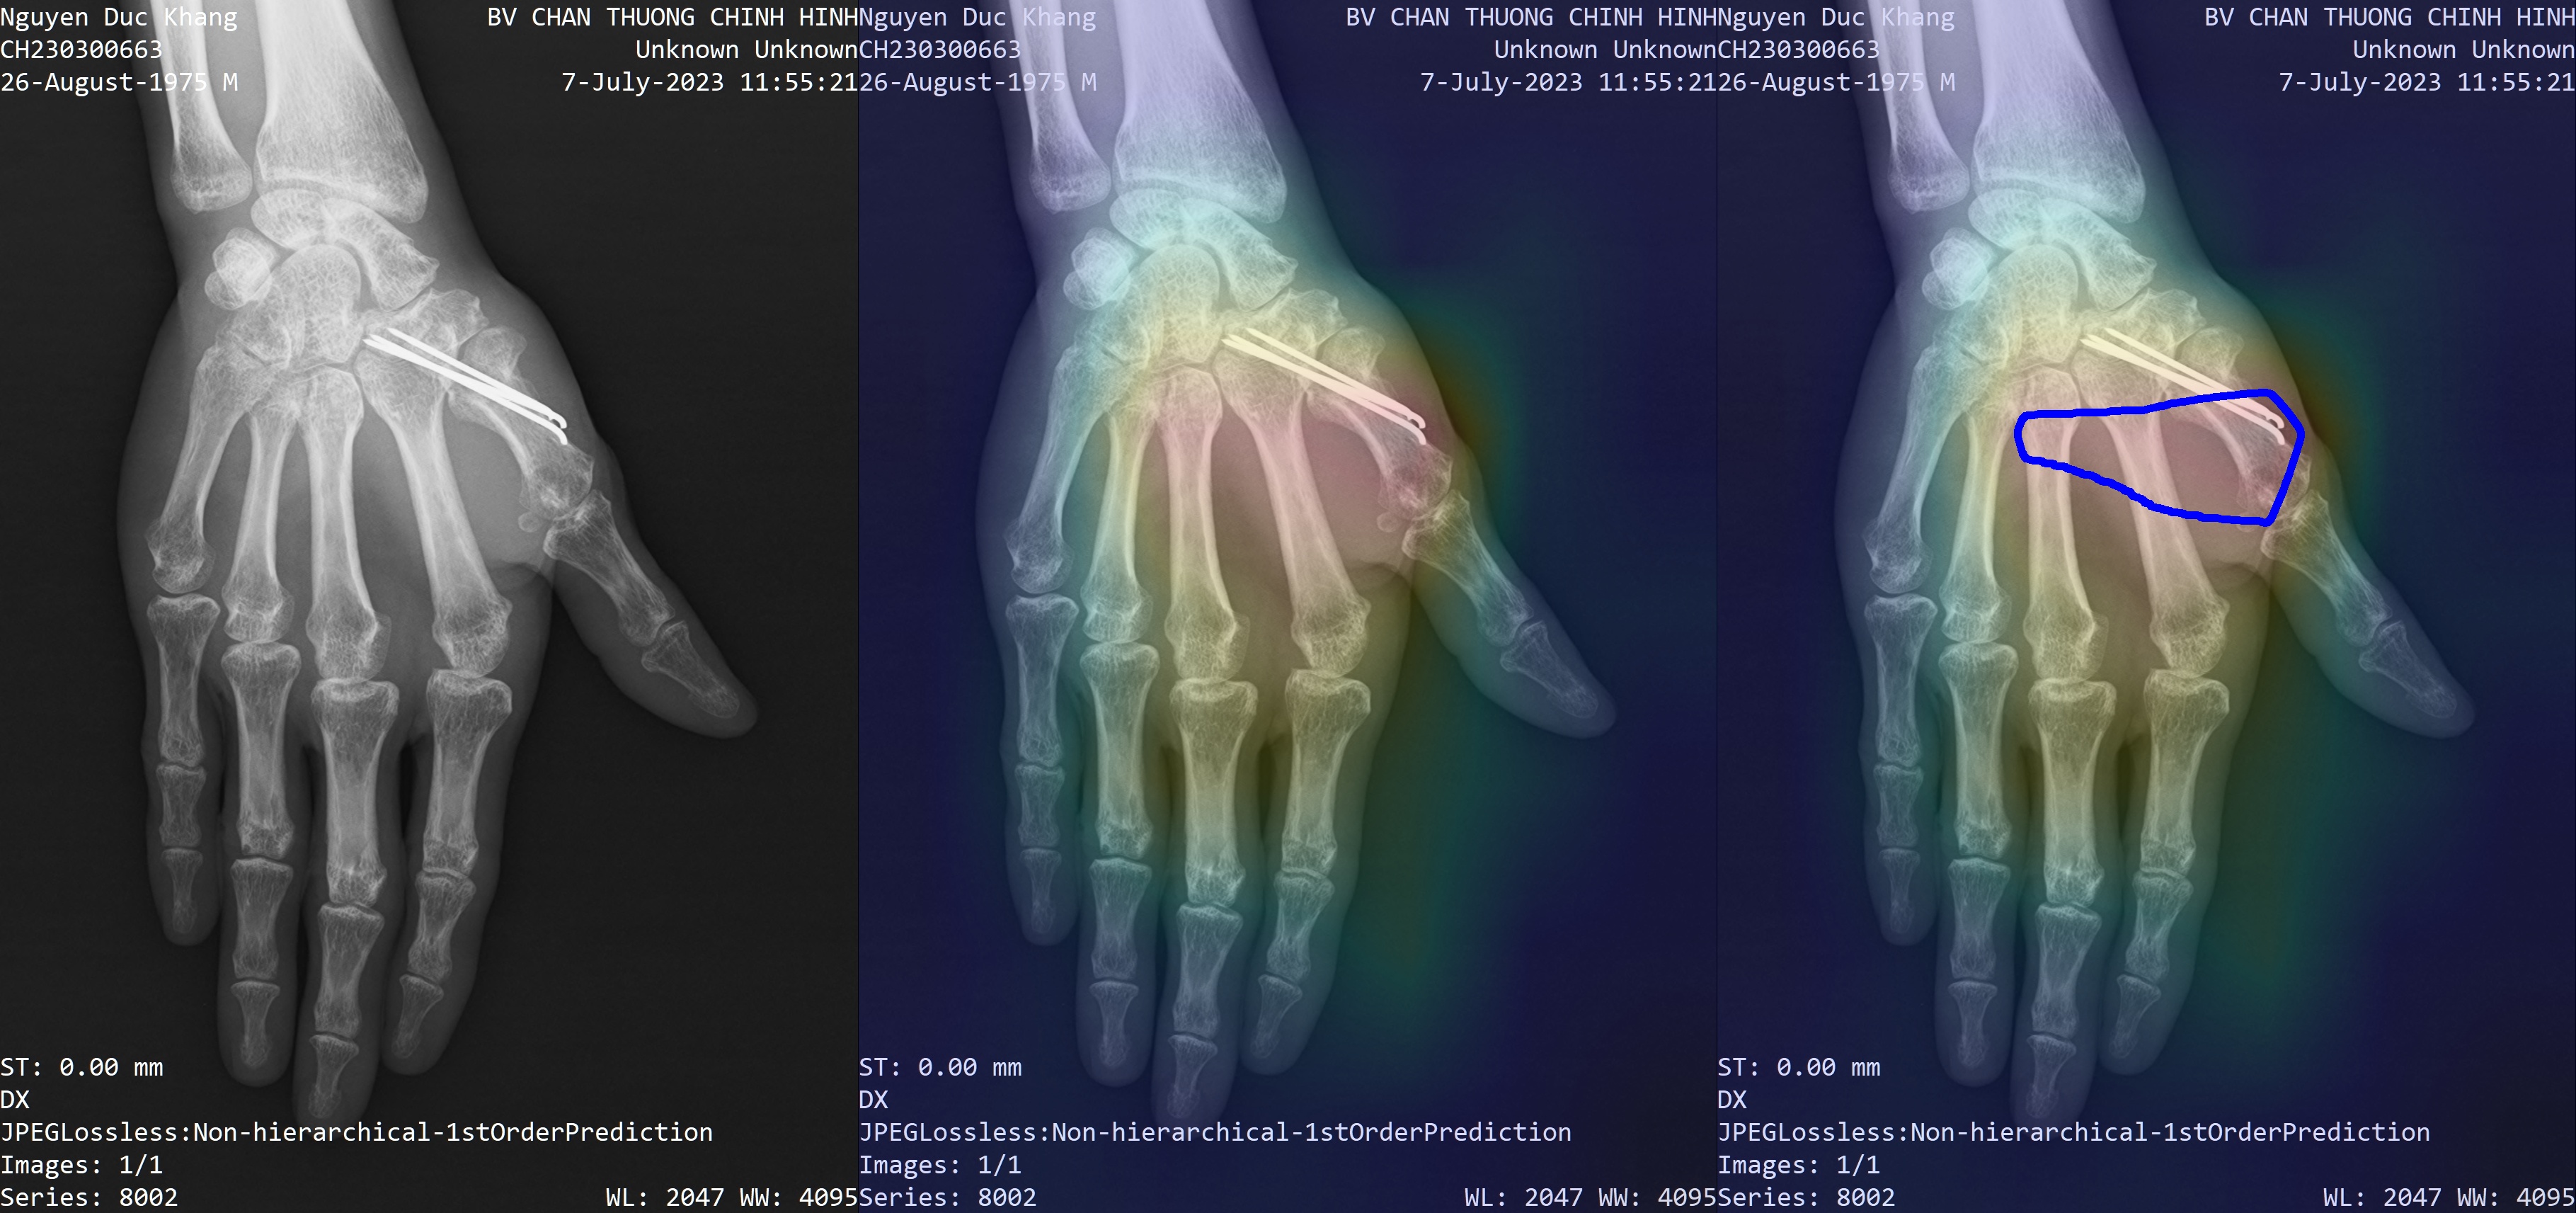 Nguyen Duc Khang
CH230300663
26-August-1975 M
BV CHAN THUONG CHINH HINH
Unknown Unknown
7-July-2023 11:55:21
ST: 0.00 mm
DX
JPEGLossless:Non-hierarchical-1stOrderPrediction
Images: 1/1
Series: 8002
WL: 2047 WW: 4095
Nguyen Duc Khang
CH230300663
26-August-1975 M
BV CHAN THUONG CHINH HINH
Unknown Unknown
7-July-2023 11:55:21
ST: 0.00 mm
DX
JPEGLossless:Non-hierarchical-1stOrderPrediction
Images: 1/1
Series: 8002
WL: 2047 WW: 4095
Nguyen Duc Khang
CH230300663
26-August-1975 M
BV CHAN THUONG CHINH HINH
Unknown Unknown
7-July-2023 11:55:21
ST: 0.00 mm
DX
JPEGLossless:Non-hierarchical-1stOrderPrediction
Images: 1/1
Series: 8002
WL: 2047 WW: 4095